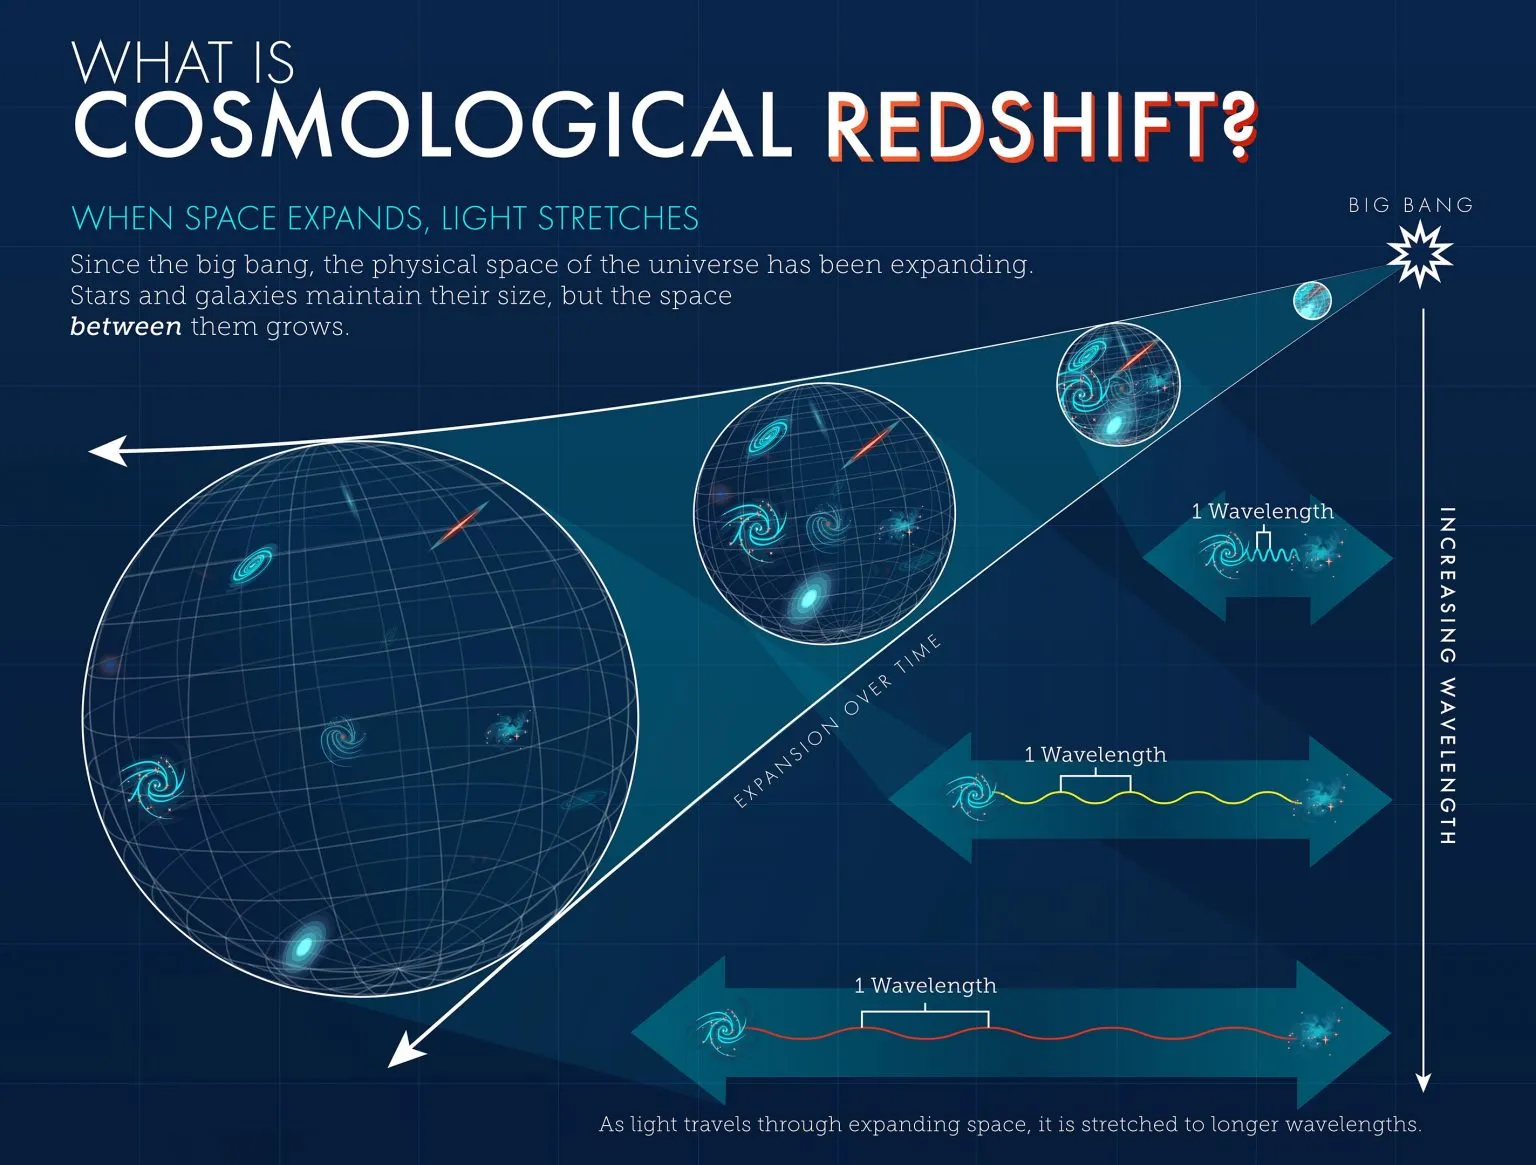 WHAT IS
COSMOLOGICAL REDSHIFT?
WHEN SPACE EXPANDS, LIGHT STRETCHES
Since the big bang, the physical space of the universe has been expanding.
Stars and galaxies maintain their size, but the space
between them grows.
BIG BANG
1 Wavelength
INCREASING WAVELENGTH
EXPANSION OVER TIME
1 Wavelength
1 Wavelength
As light travels through expanding space, it is stretched to longer wavelengths.